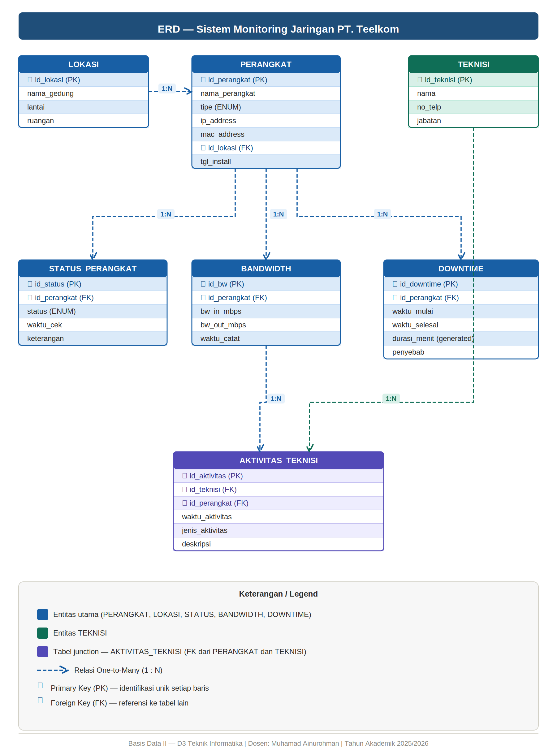 ERD – Sistem Monitoring Jaringan PT. Teelkom
LOKASI
id_lokasi (PK)
nama_gedung
lantai
ruangan
1:N
PERANGKAT
id_perangkat (PK)
nama_perangkat
tipe (ENUM)
ip_address
mac_address
id_lokasi (FK)
tgl_install
TEKNISI
id_teknisi (PK)
nama
no_telp
jabatan
1:N
1:N
1:N
STATUS_PERANGKAT
id_status (PK)
id_perangkat (FK)
status (ENUM)
waktu_cek
keterangan
BANDWIDTH
id_bw (PK)
id_perangkat (FK)
bw_in_mbps
bw_out_mbps
waktu_catat
DOWNTIME
id_downtime (PK)
id_perangkat (FK)
waktu_mulai
waktu_selesai
durasi_menit (generated)
penyebab
1:N
1:N
AKTIVITAS_TEKNISI
id_aktivitas (PK)
id_teknisi (FK)
id_perangkat (FK)
waktu_aktivitas
jenis_aktivitas
deskripsi
Keterangan / Legend
Entitas utama (PERANGKAT, LOKASI, STATUS, BANDWIDTH, DOWNTIME)
Entitas TEKNISI
Tabel junction — AKTIVITAS_TEKNISI (FK dari PERANGKAT dan TEKNISI)
Relasi One-to-Many (1 : N)
Primary Key (PK) — identifikasi unik setiap baris
Foreign Key (FK) — referensi ke tabel lain
Basis Data II — D3 Teknik Informatika | Dosen: Muhamad Ainurohman | Tahun Akademik 2025/2026